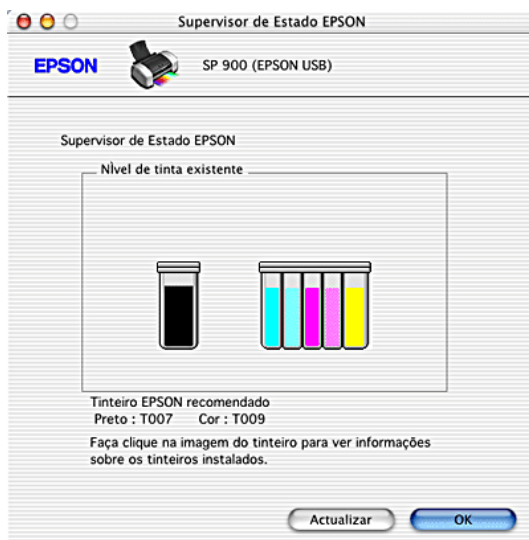 Supervisor de Estado EPSON
EPSON
SP 900 (EPSON USB)
Supervisor de Estado EPSON
NÌvel de tinta existente
Tinteiro EPSON recomendado
Preto : T007 Cor : T009
Faça clique na imagem do tinteiro para ver informações
sobre os tinteiros instalados.
Actualizar
OK